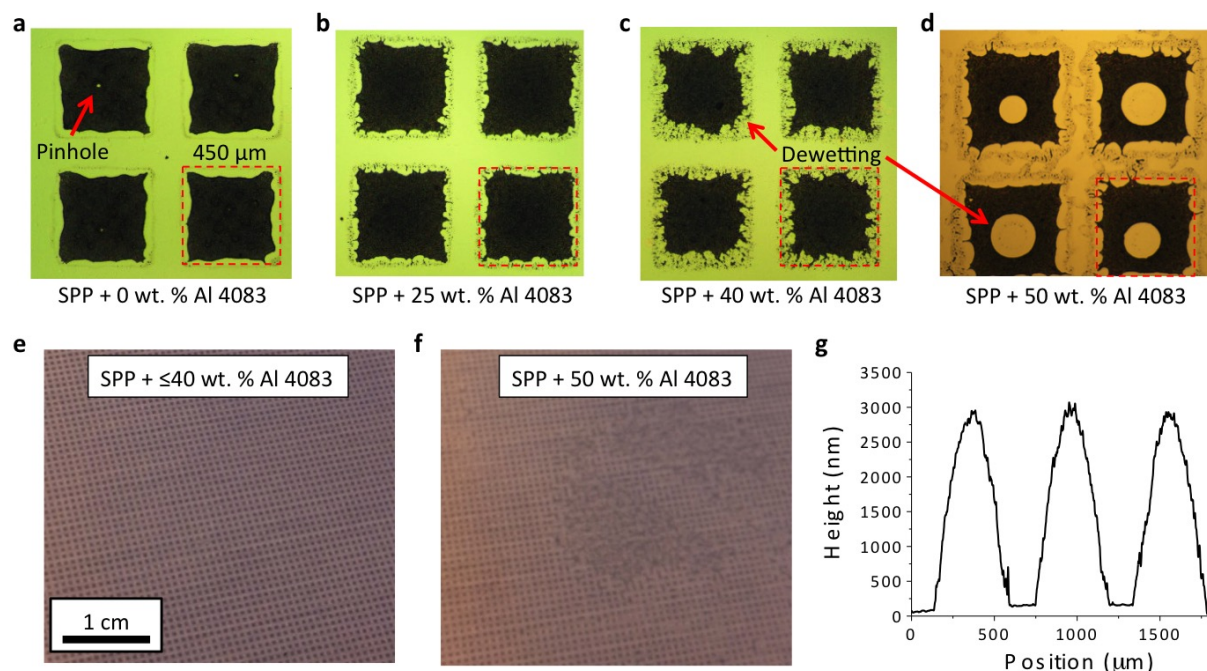 a
b
c
d
Pinhole
450 µm
Dewetting
SPP + 0 wt. % Al 4083
SPP + 25 wt. % Al 4083
SPP + 40 wt. % Al 4083
SPP + 50 wt. % Al 4083
e
f
g
SPP + ≤40 wt. % Al 4083
SPP + 50 wt. % Al 4083
1 cm
Height (nm)
3500
3000
2500
2000
1500
1000
500
0
0
500
1000
1500
Position (µm)